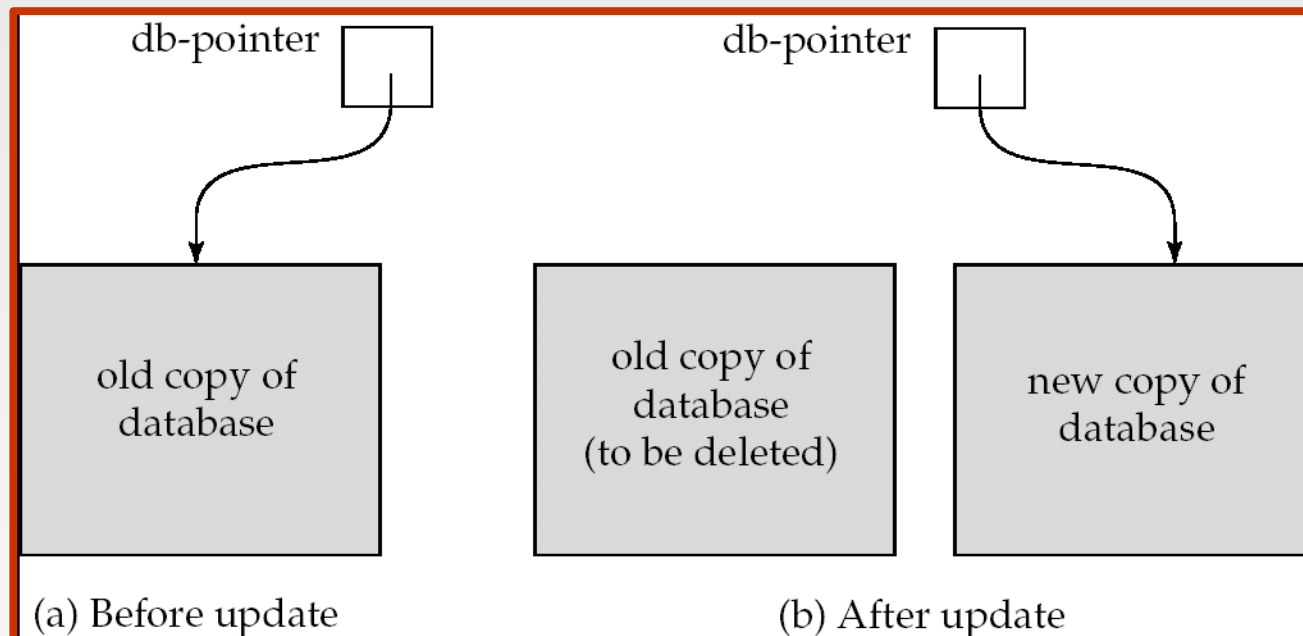 db-pointer
old copy of
database
(a) Before update
db-pointer
old copy of
database
(to be deleted)
new copy of
database
(b) After update